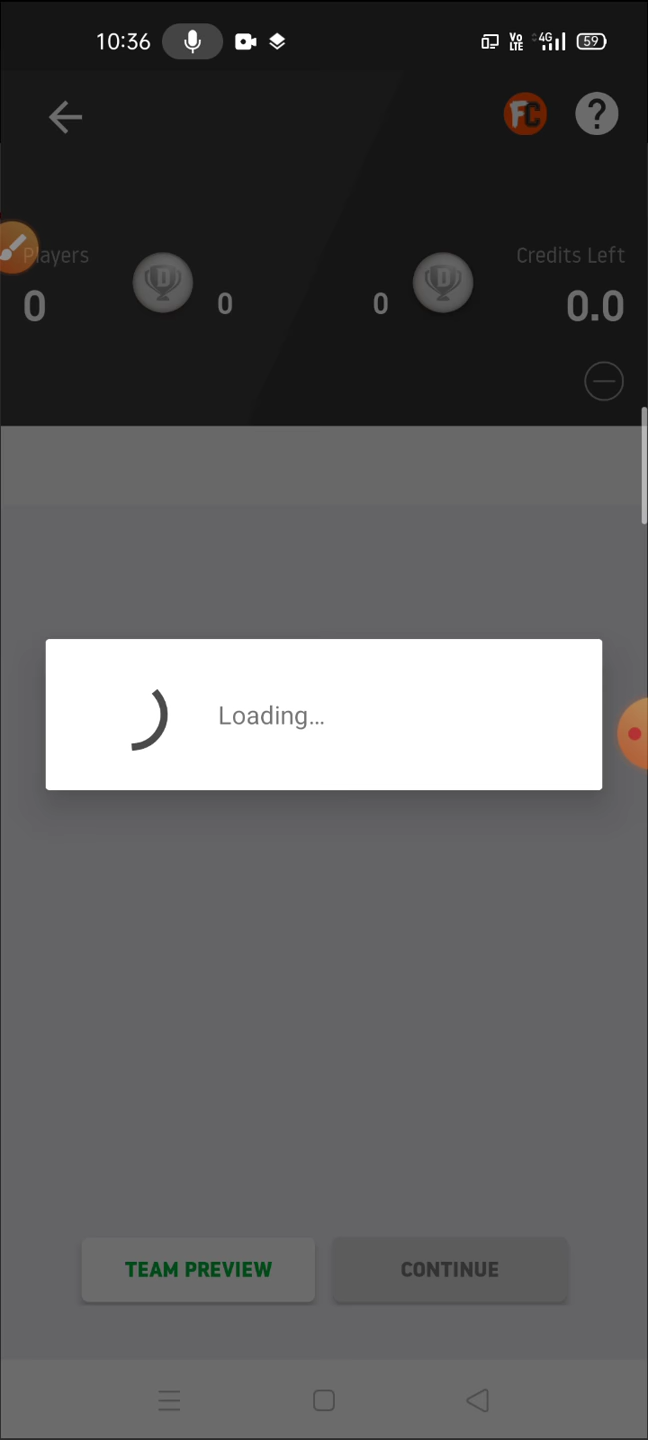 10:36 Vo LTE 4G 59
FC ?
Players Credits Left
0 D 0 0 D 0.0
Loading...
TEAM PREVIEW CONTINUE